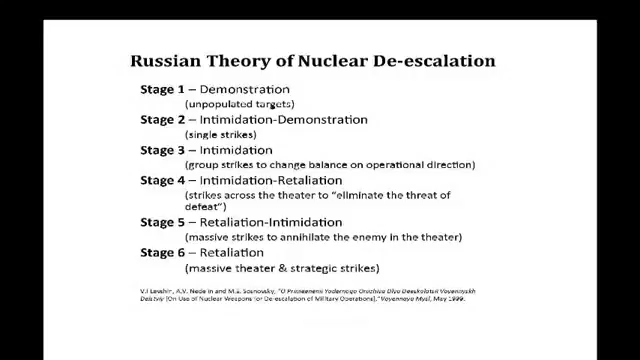 Russian Theory of Nuclear De-escalation
Stage 1 – Demonstration
(unpopulated targets)
Stage 2 – Intimidation-Demonstration
(single strikes)
Stage 3 – Intimidation
(group strikes to change balance on operational direction)
Stage 4 – Intimidation-Retaliation
(strikes across the theater to “eliminate the threat of
defeat”)
Stage 5 – Retaliation-Intimidation
(massive strikes to annihilate the enemy in the theater)
Stage 6 – Retaliation
(massive theater & strategic strikes)
V.I Levshin, A.V. Nedelin and M.E. Sosnovsky, "O Primenenii Yadernogo Oruzhiya Dlya Deeskalatsii Voyennykh
[On Use of Nuclear Weapons for De-escalation of Military Operations]," Voyennaya Mysl, May 1999.